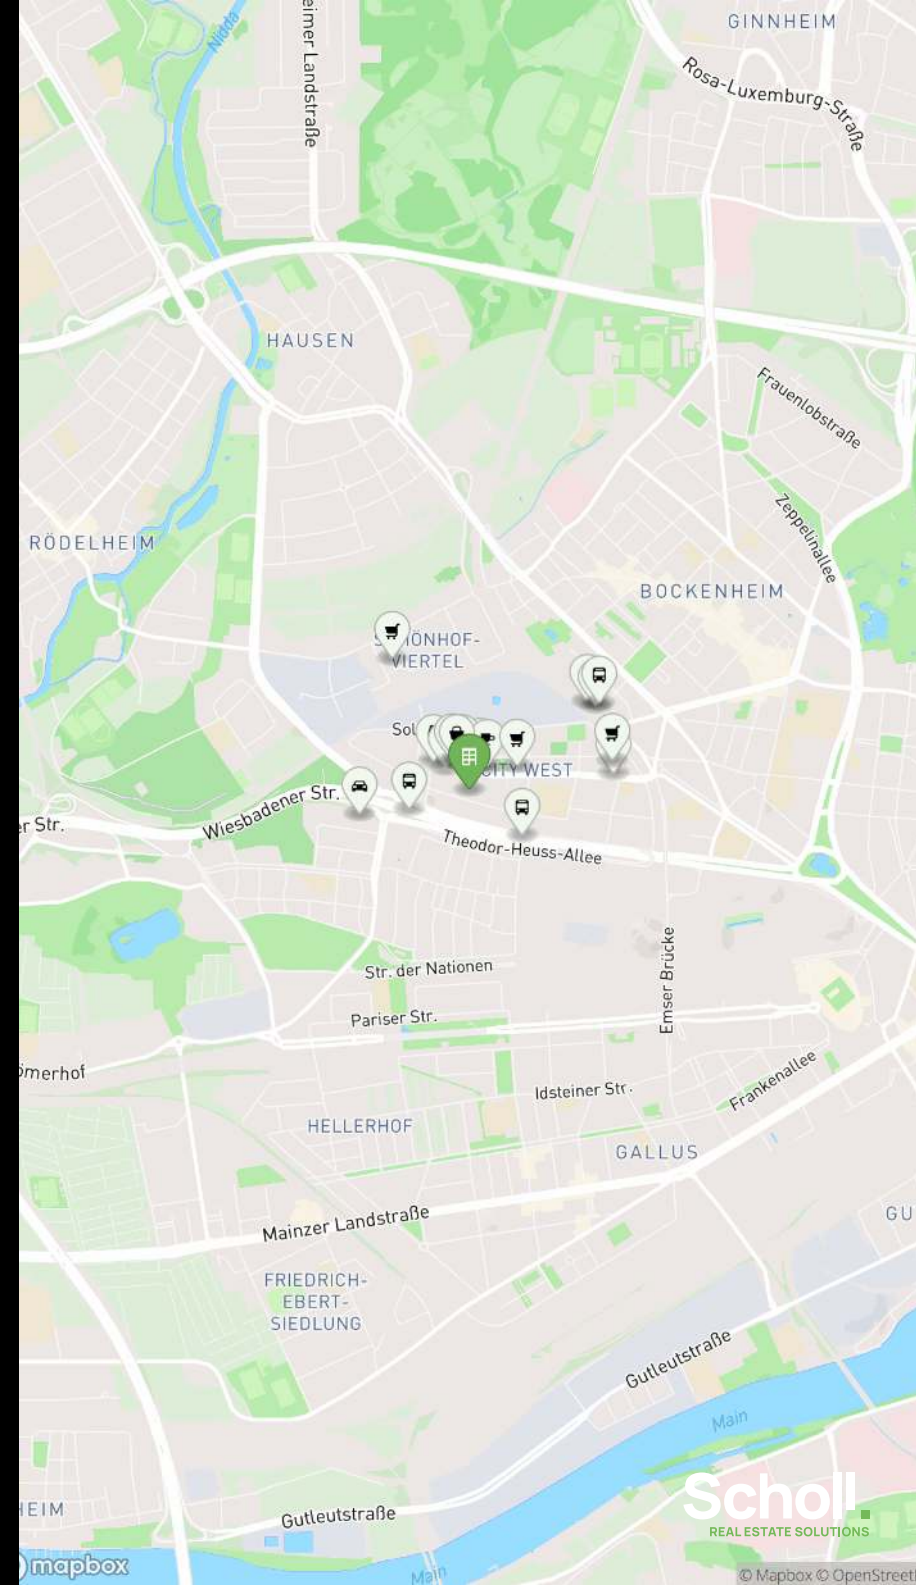 GINNHEIM
Nidda
eimer Landstraße
Rosa-Luxemburg-Straße
HAUSEN
Frauenlobstraße
Zeppelinallee
RÖDELHEIM
BOCKENHEIM
SCHÖNHOF-
VIERTEL
Sol
CITY WEST
Wiesbadener Str.
er Str.
Theodor-Heuss-Allee
Emser Brücke
Str. der Nationen
Pariser Str.
ömerhof
Idsteiner Str.
Frankenallee
HELLERHOF
GALLUS
Mainzer Landstraße
GU
FRIEDRICH-
EBERT-
SIEDLUNG
Gutleutstraße
Main
Scholl.
REAL ESTATE SOLUTIONS
HEIM
Gutleutstraße
mapbox
Main
© Mapbox © OpenStreet